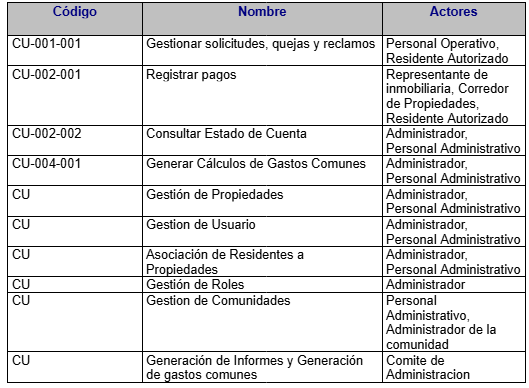 Código Nombre Actores
CU-001-001 Gestionar solicitudes, quejas y reclamos Personal Operativo,
Residente Autorizado
CU-002-001 Registrar pagos Representante de
inmobiliaria, Corredor
de Propiedades,
Residente Autorizado
CU-002-002 Consultar Estado de Cuenta Administrador,
Personal Administrativo
CU-004-001 Generar Cálculos de Gastos Comunes Administrador,
Personal Administrativo
CU Gestión de Propiedades Administrador,
Personal Administrativo
CU Gestion de Usuario Administrador,
Personal Administrativo
CU Asociación de Residentes a Administrador,
Propiedades Personal Administrativo
CU Gestión de Roles Administrador
CU Gestion de Comunidades Personal
Administrativo,
Administrador de la
comunidad
CU Generación de Informes y Generación Comite de
de gastos comunes Administracion